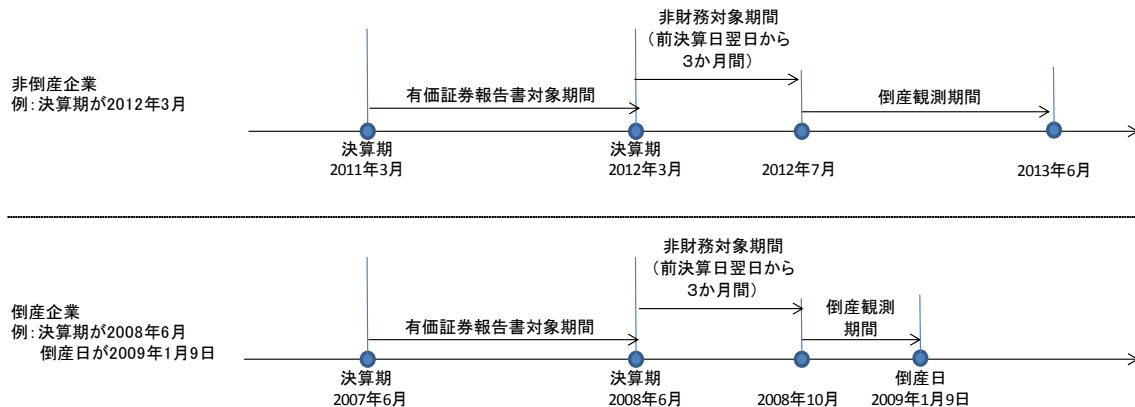 非財務対象期間
（前決算日翌日から
３か月間）
非倒産企業
例：決算期が2012年3月
有価証券報告書対象期間
倒産観測期間
決算期
2011年3月
決算期
2012年3月
2012年7月
2013年6月
非財務対象期間
（前決算日翌日から
３か月間）
倒産企業
例：決算期が2008年6月
倒産日が2009年1月9日
有価証券報告書対象期間
倒産観測
期間
決算期
2007年6月
決算期
2008年6月
2008年10月
倒産日
2009年1月9日